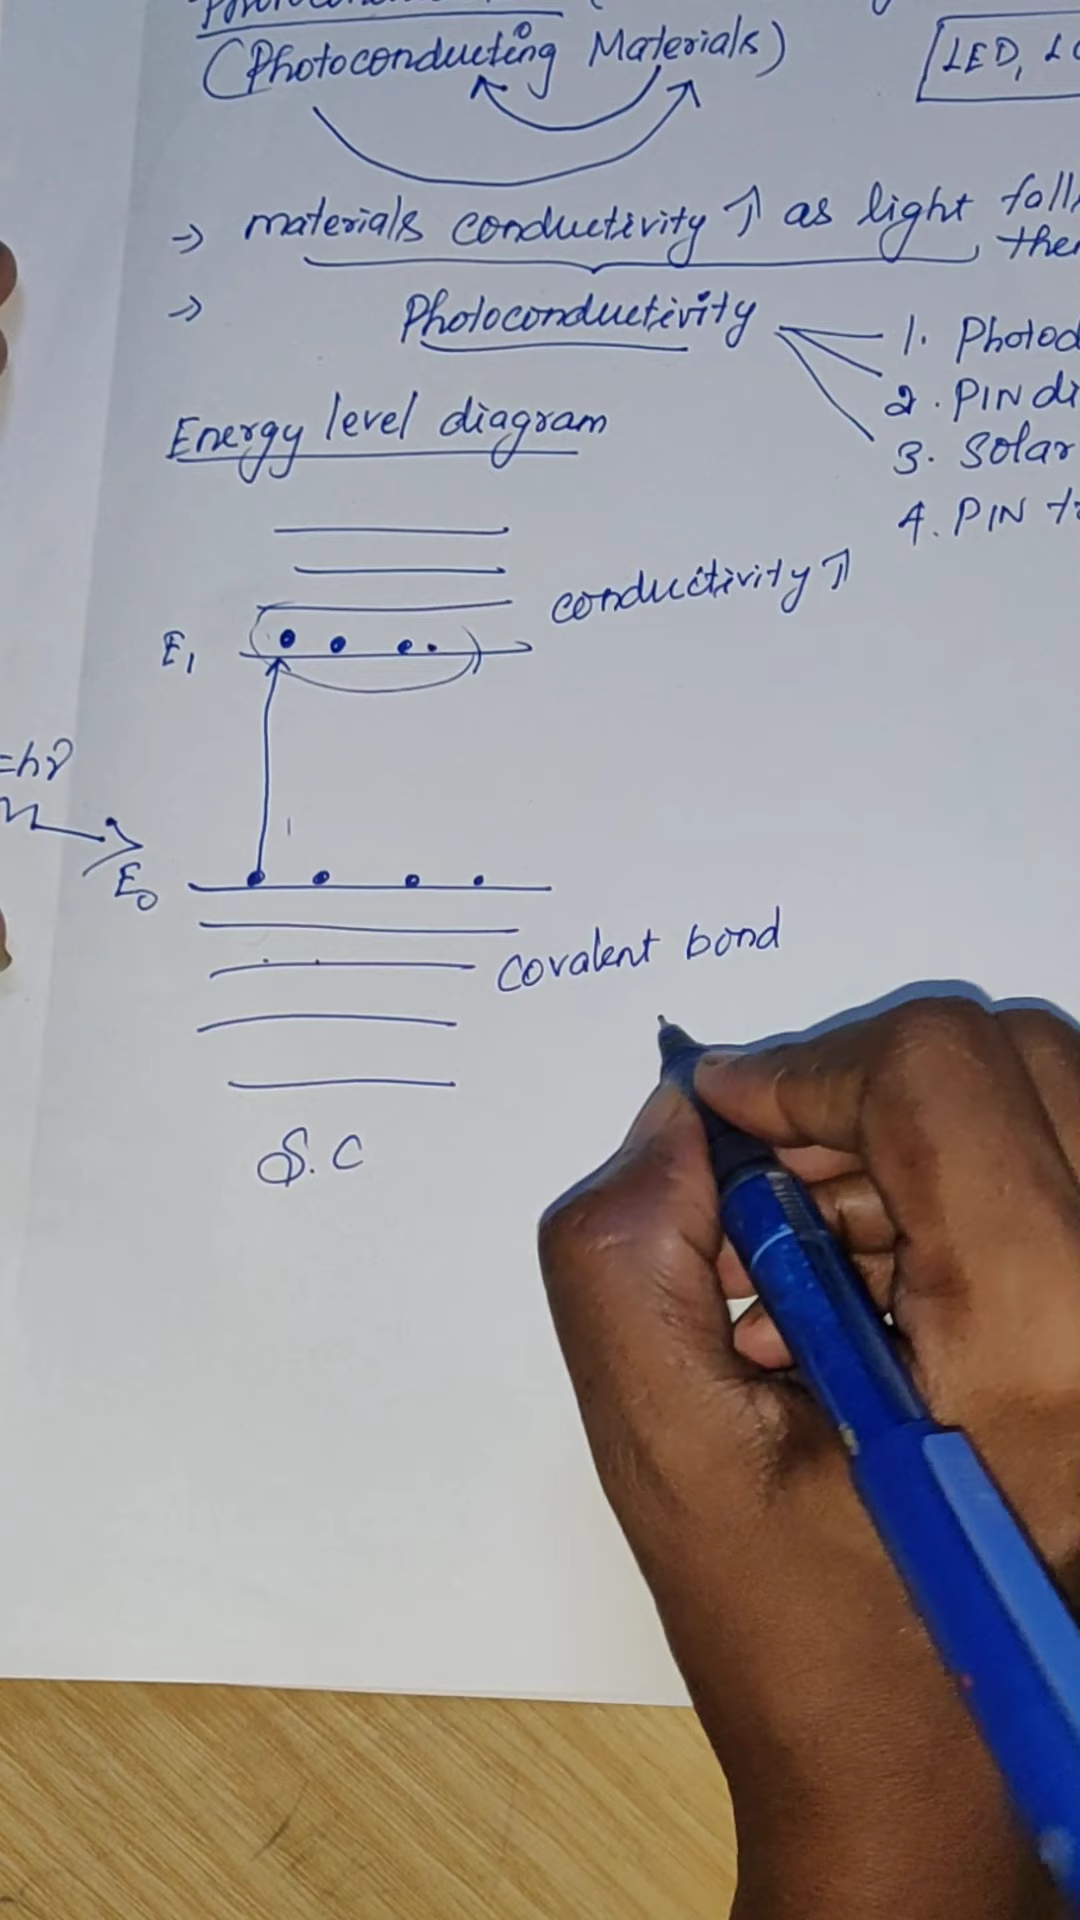 (Photoconducting Materials)
[LED,
-> materials conductivity ↑ as light
-> Photoconductivity
1.
2. PIN
3. Solar
4. PIN
Energy level diagram
conductivity ↑
E₁
=hν
E₀
covalent bond
S.C